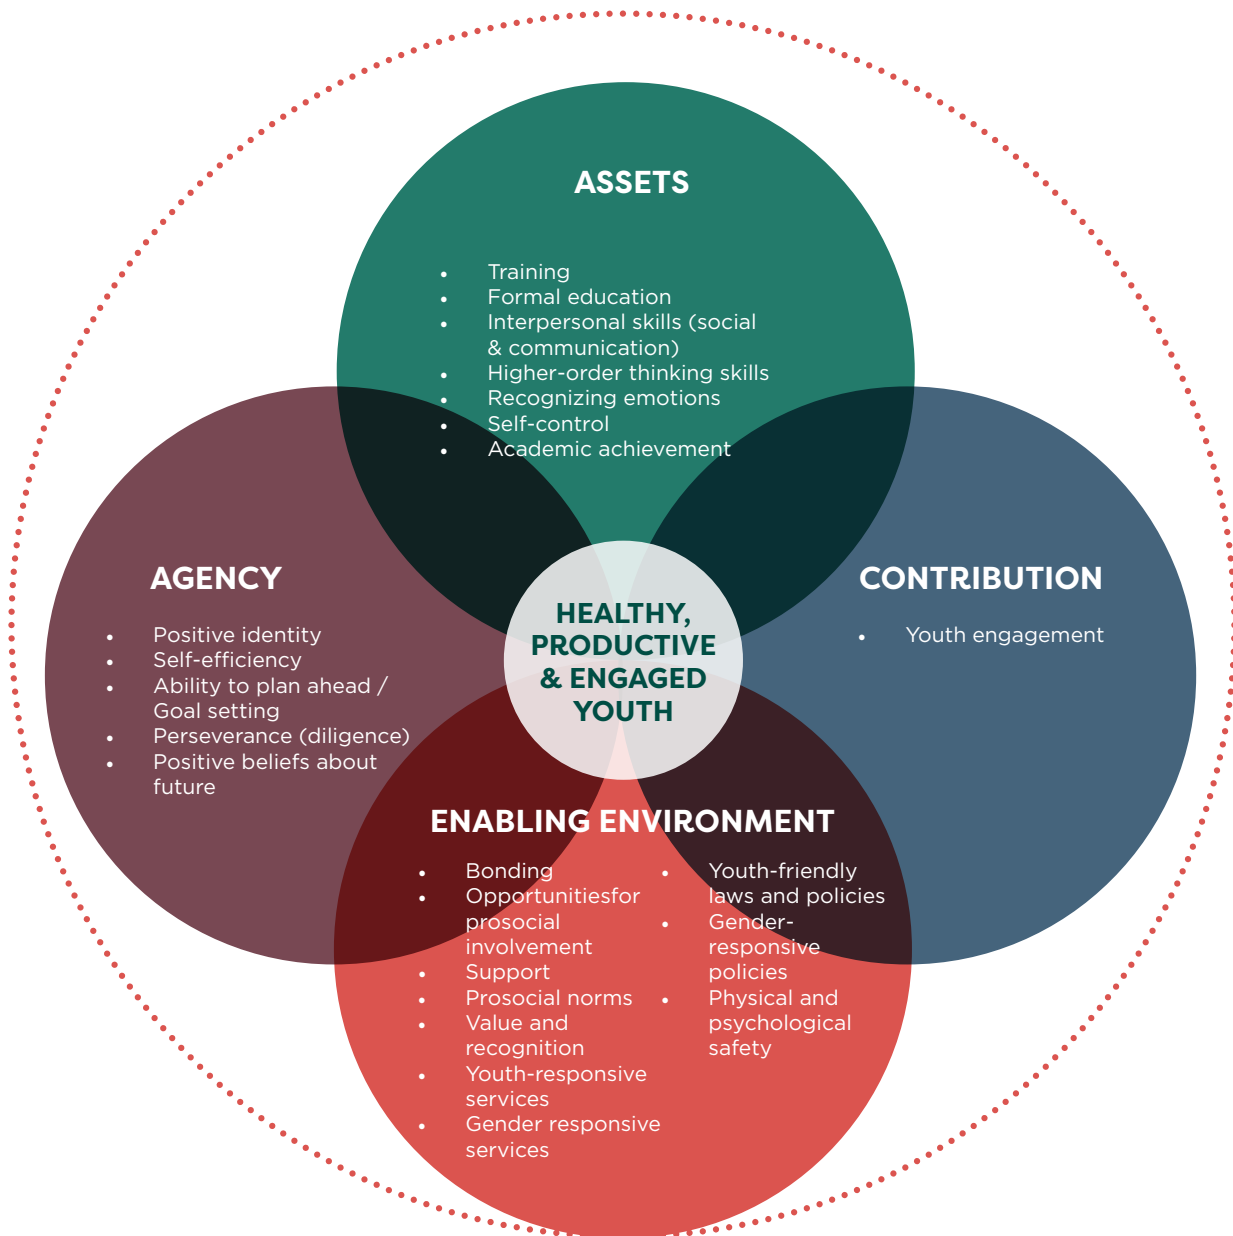 ASSETS
• Training
• Formal education
• Interpersonal skills (social
& communication)
• Higher-order thinking skills
• Recognizing emotions
• Self-control
• Academic achievement
AGENCY
• Positive identity
• Self-efficiency
• Ability to plan ahead /
Goal setting
• Perseverance (diligence)
• Positive beliefs about
future
HEALTHY,
PRODUCTIVE
& ENGAGED
YOUTH
CONTRIBUTION
• Youth engagement
ENABLING ENVIRONMENT
• Bonding
• Opportunitiesfor
prosocial
involvement
• Support
• Prosocial norms
• Value and
recognition
• Youth-responsive
services
• Gender responsive
services
• Youth-friendly
laws and policies
• Gender-
responsive
policies
• Physical and
psychological
safety